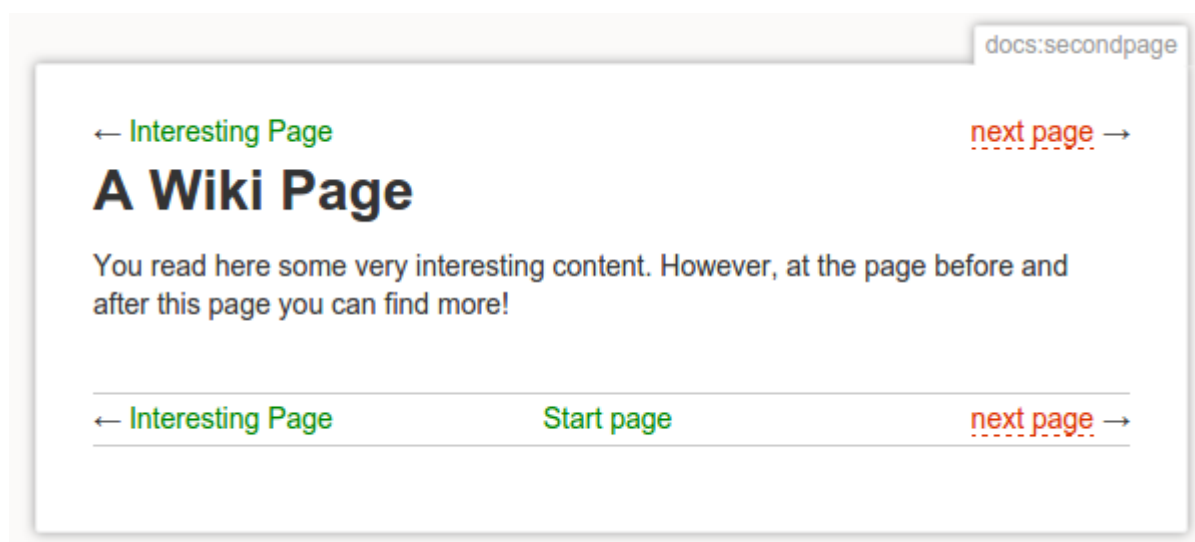 docs:secondpage
← Interesting Page next page →
A Wiki Page
You read here some very interesting content. However, at the page before and
after this page you can find more!
← Interesting Page Start page next page →